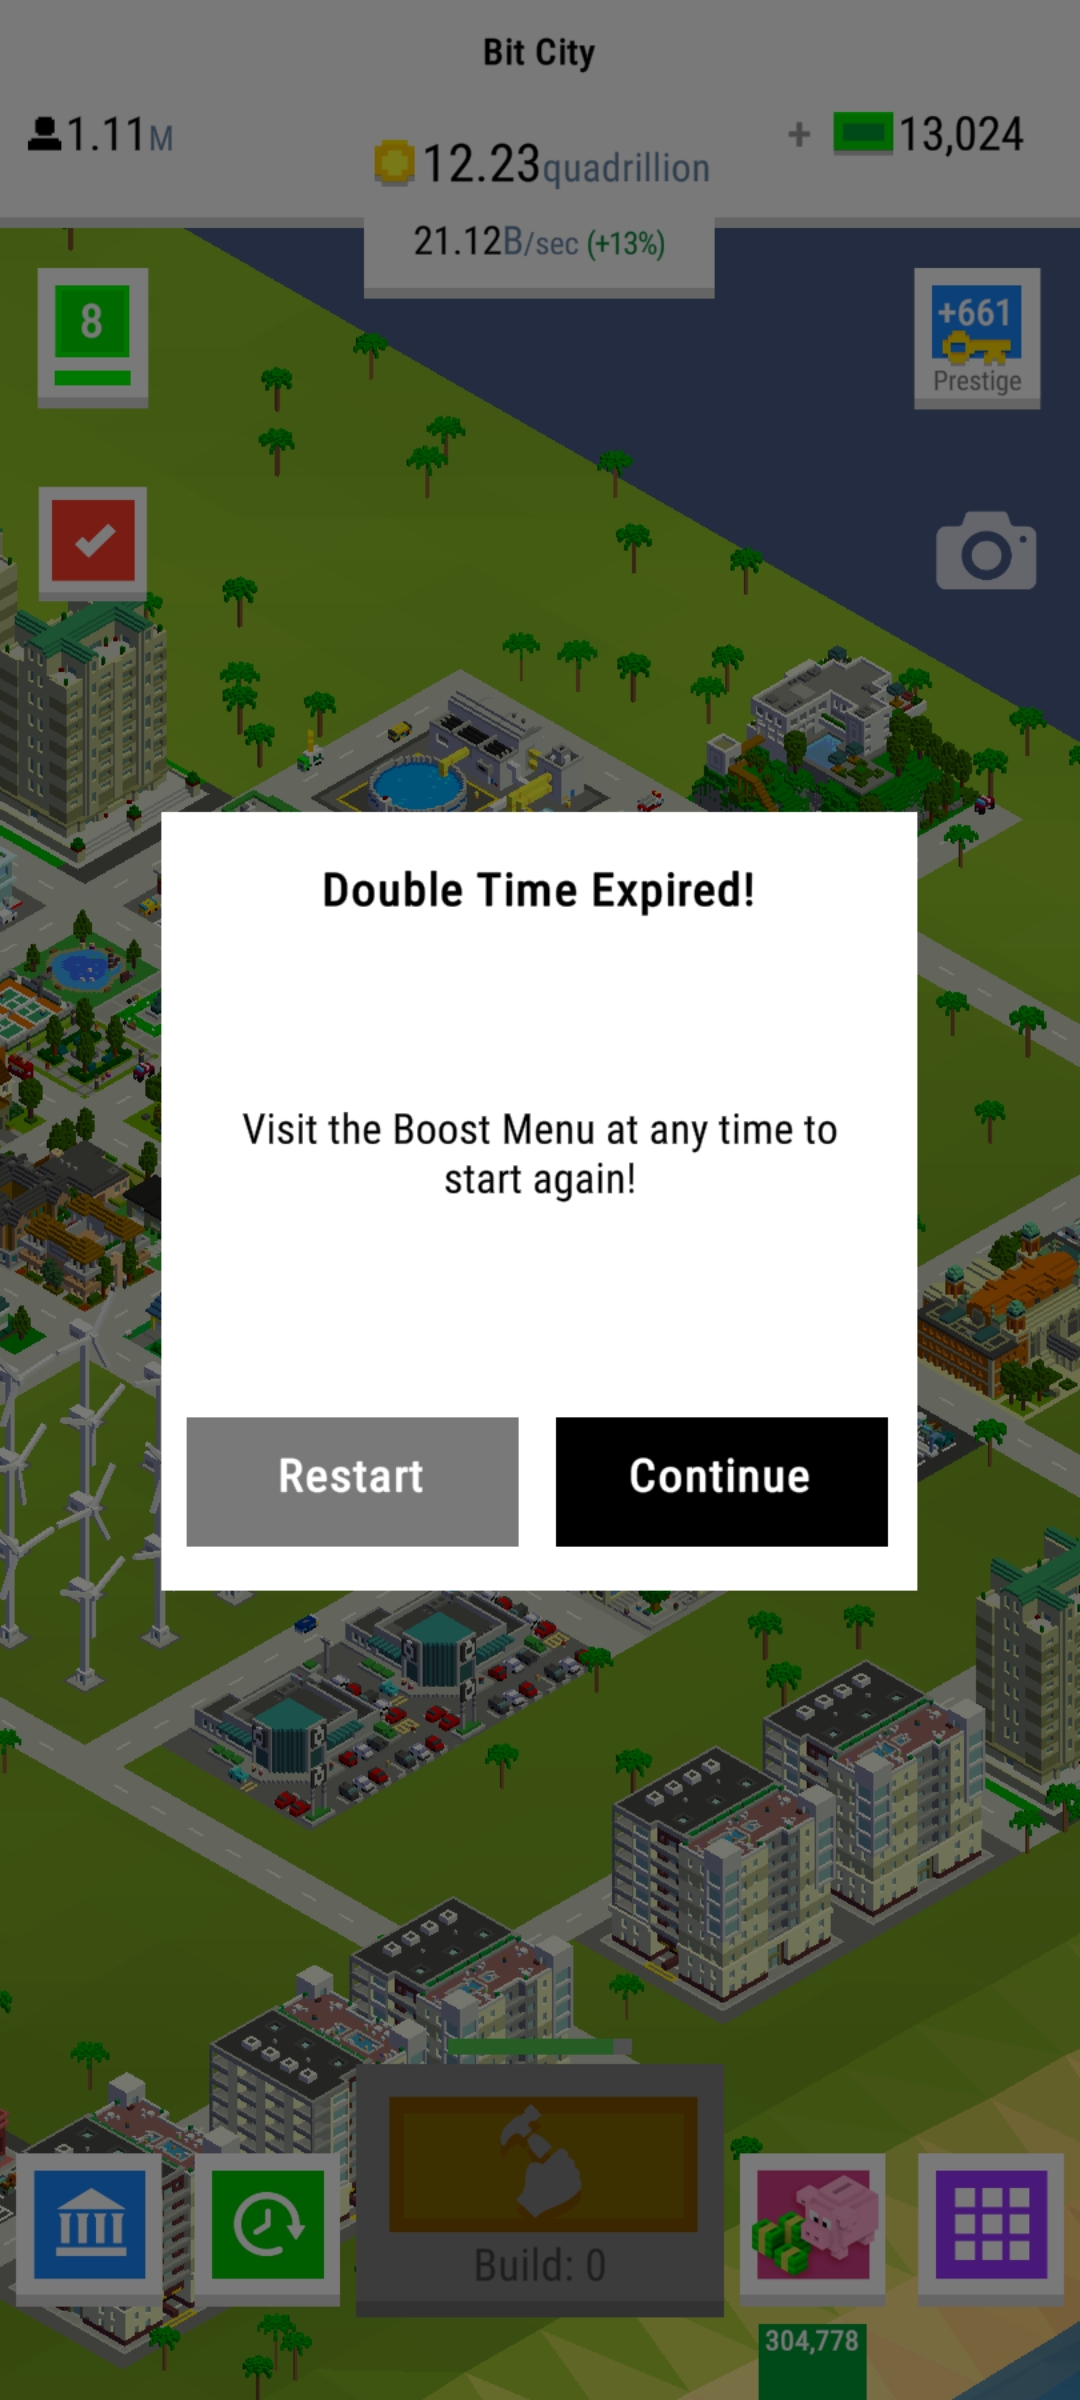 Bit City
1.11M
12.23quadrillion
+ 13,024
21.12B/sec (+13%)
8
+661
Prestige
Double Time Expired!
Visit the Boost Menu at any time to
start again!
Restart
Continue
Build: 0
304,778